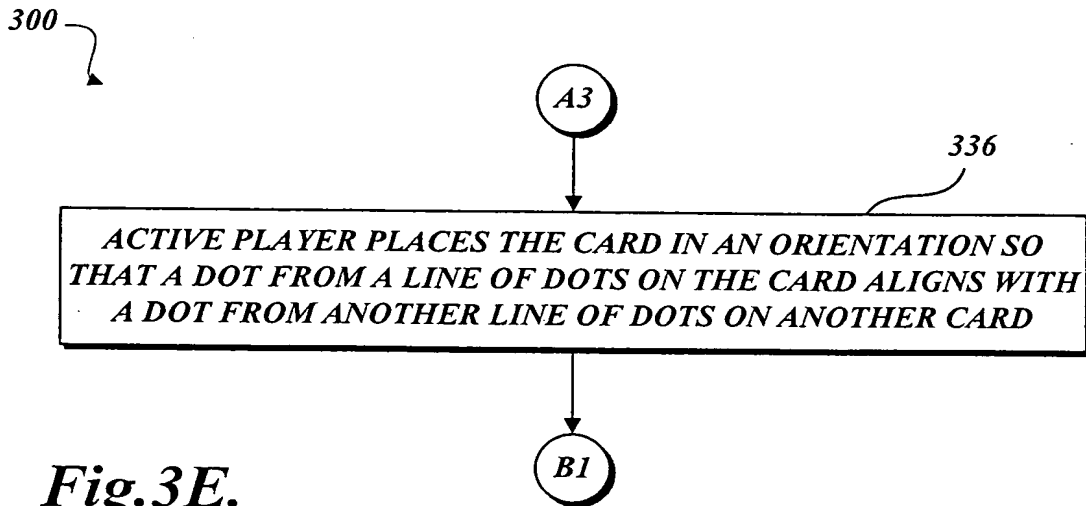 300
A3
336
ACTIVE PLAYER PLACES THE CARD IN AN ORIENTATION SO
THAT A DOT FROM A LINE OF DOTS ON THE CARD ALIGNS WITH
A DOT FROM ANOTHER LINE OF DOTS ON ANOTHER CARD
B1
Fig.3E.